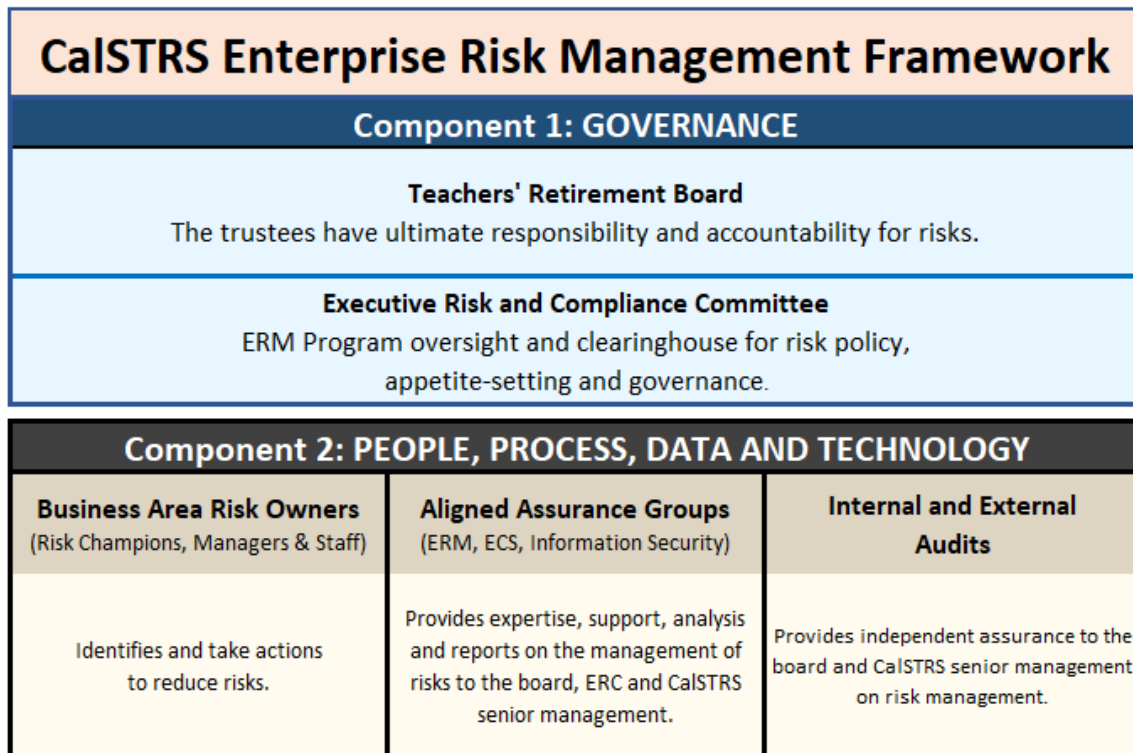 CalSTRS Enterprise Risk Management Framework
Component 1: GOVERNANCE
Teachers' Retirement Board
The trustees have ultimate responsibility and accountability for risks.
Executive Risk and Compliance Committee
ERM Program oversight and clearinghouse for risk policy,
appetite-setting and governance.
Component 2: PEOPLE, PROCESS, DATA AND TECHNOLOGY
Business Area Risk Owners
(Risk Champions, Managers & Staff)
Identifies and take actions
to reduce risks.
Aligned Assurance Groups
(ERM, ECS, Information Security)
Provides expertise, support, analysis
and reports on the management of
risks to the board, ERC and CalSTRS
senior management.
Internal and External
Audits
Provides independent assurance to the
board and CalSTRS senior management
on risk management.